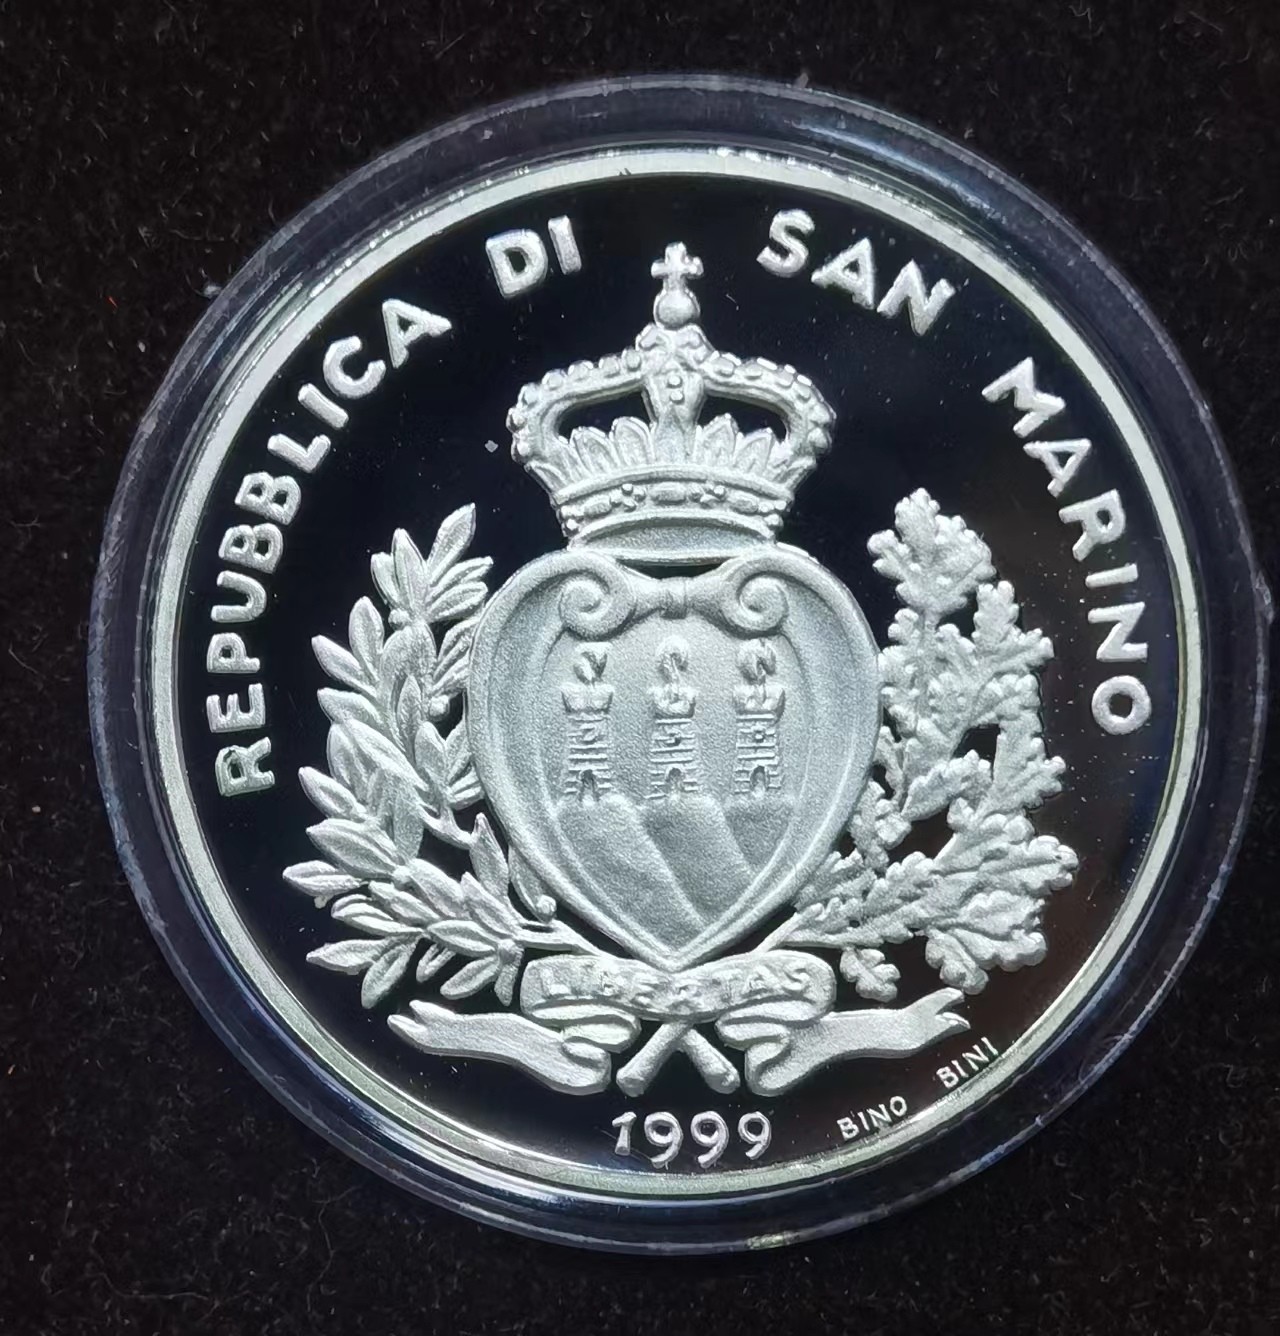 REPUBBLICA DI SAN MARINO
LIBERTAS
1999
BINO BINI